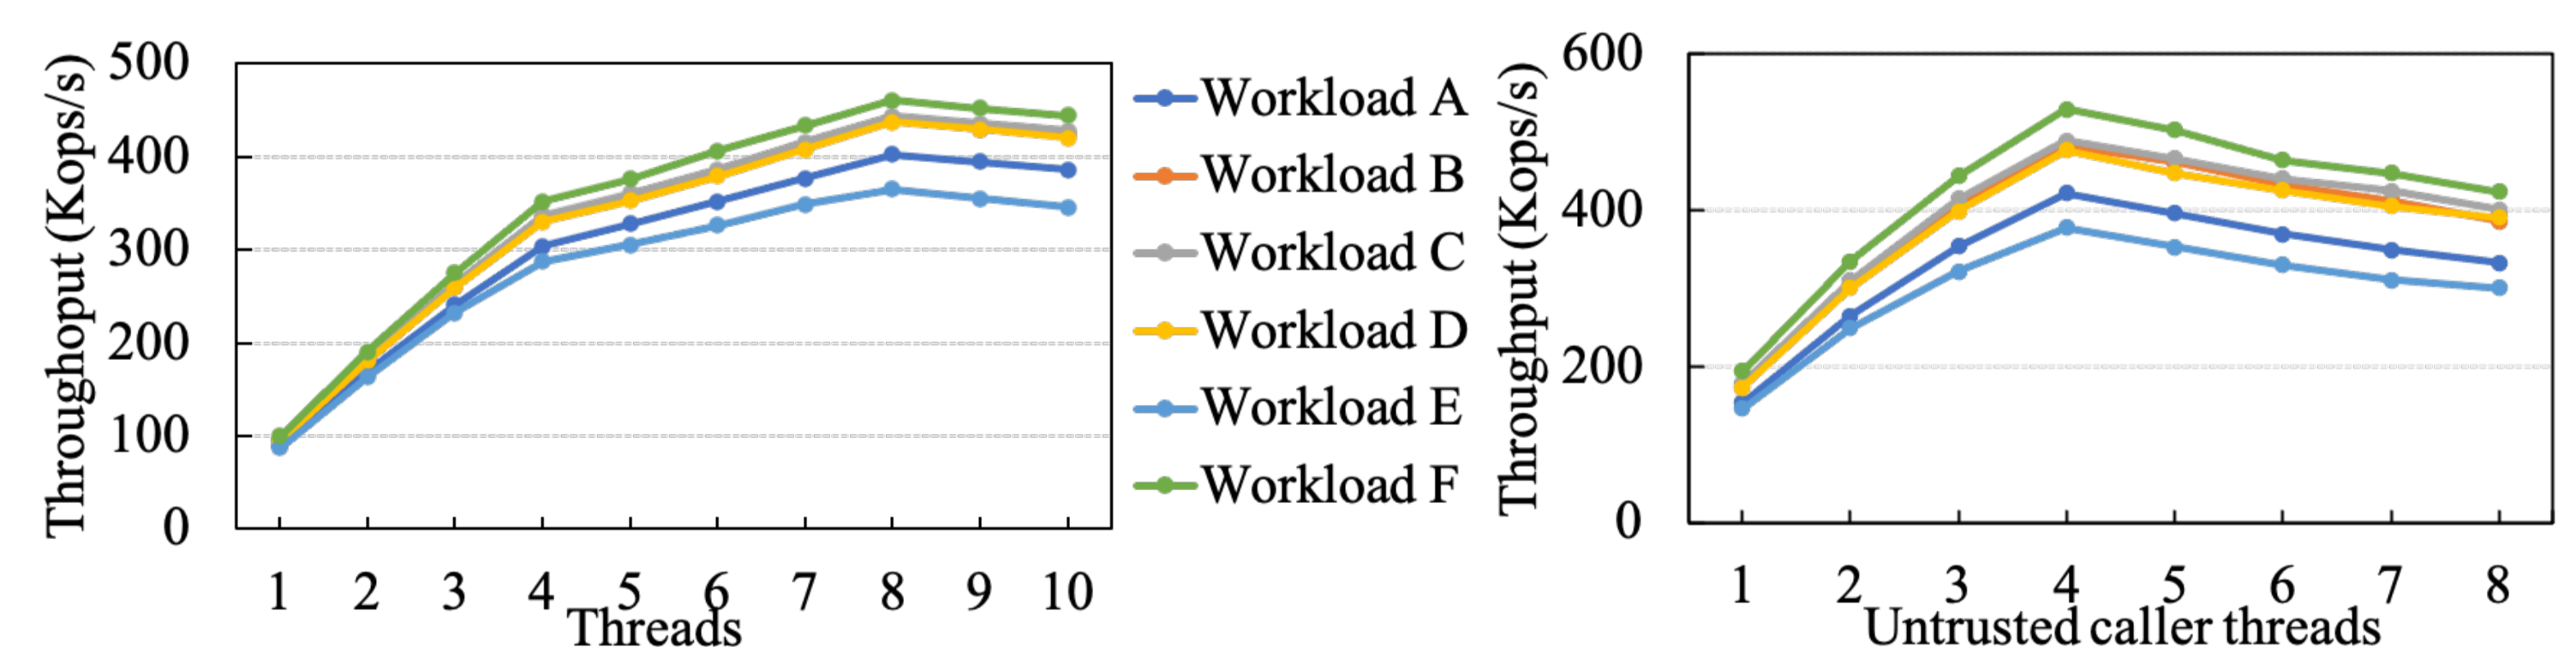 Throughoput (Kops/s)
500
400
300
200
100
0
1 2 3 4 5 6 7 8 9 10
Threads
Workload A
Workload B
Workload C
Workload D
Workload E
Workload F
Throughput (Kops/s)
600
400
200
0
1 2 3 4 5 6 7 8
Untrusted caller threads